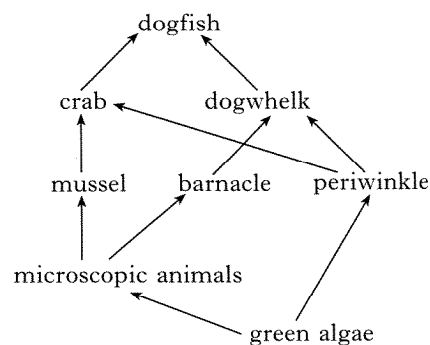 dogfish
crab dogwhelk
mussel barnacle periwinkle
microscopic animals
green algae